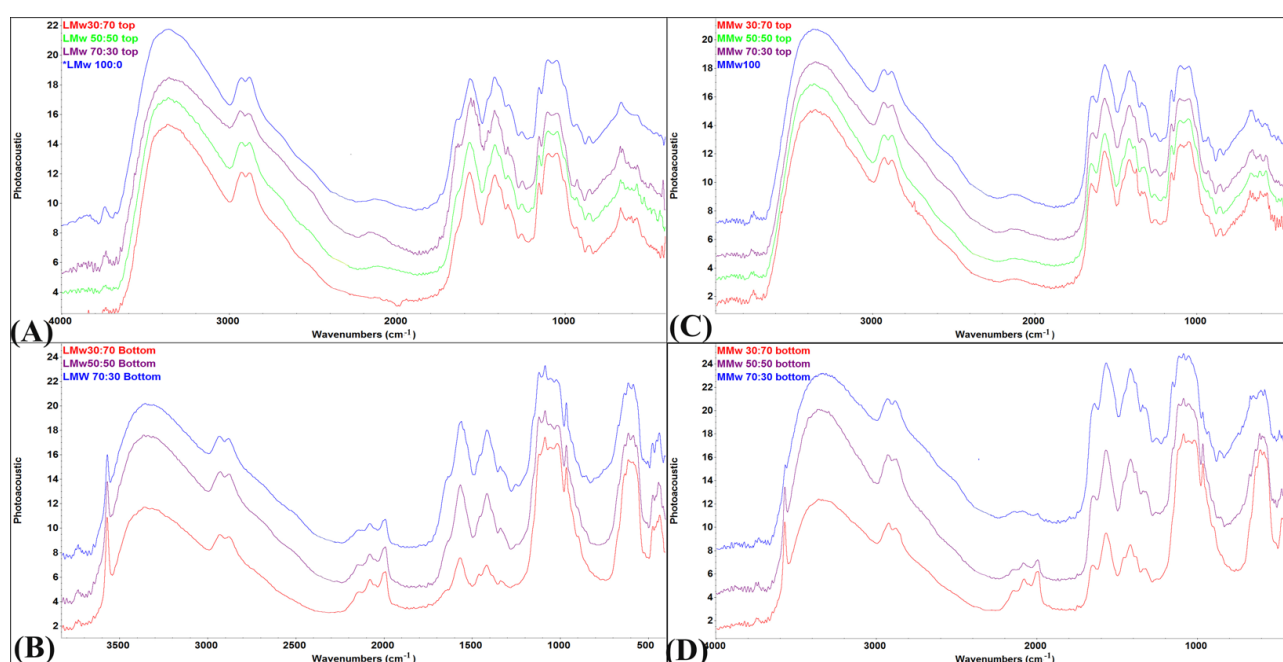 LMw30:70 top
LMw 50:50 top
LMw 70:30 top
*LMw 100:0
22
20
18
16
14
12
10
8
6
4
Photoacoustic
4000 3000 2000 1000
Wavenumbers (cm-1)
(A)
MMw 30:70 top
MMw 50:50 top
MMw 70:30 top
MMw100
20
18
16
14
12
10
8
6
4
2
Photoacoustic
3000 2000 1000
Wavenumbers (cm-1)
(C)
LMw30:70 Bottom
LMw50:50 Bottom
LMW 70:30 Bottom
24
22
20
18
16
14
12
10
8
6
4
2
Photoacoustic
3500 3000 2500 2000 1500 1000 500
Wavenumbers (cm-1)
(B)
MMw 30:70 bottom
MMw 50:50 bottom
MMw 70:30 bottom
24
22
20
18
16
14
12
10
8
6
4
2
Photoacoustic
4000 3000 2000 1000
Wavenumbers (cm-1)
(D)